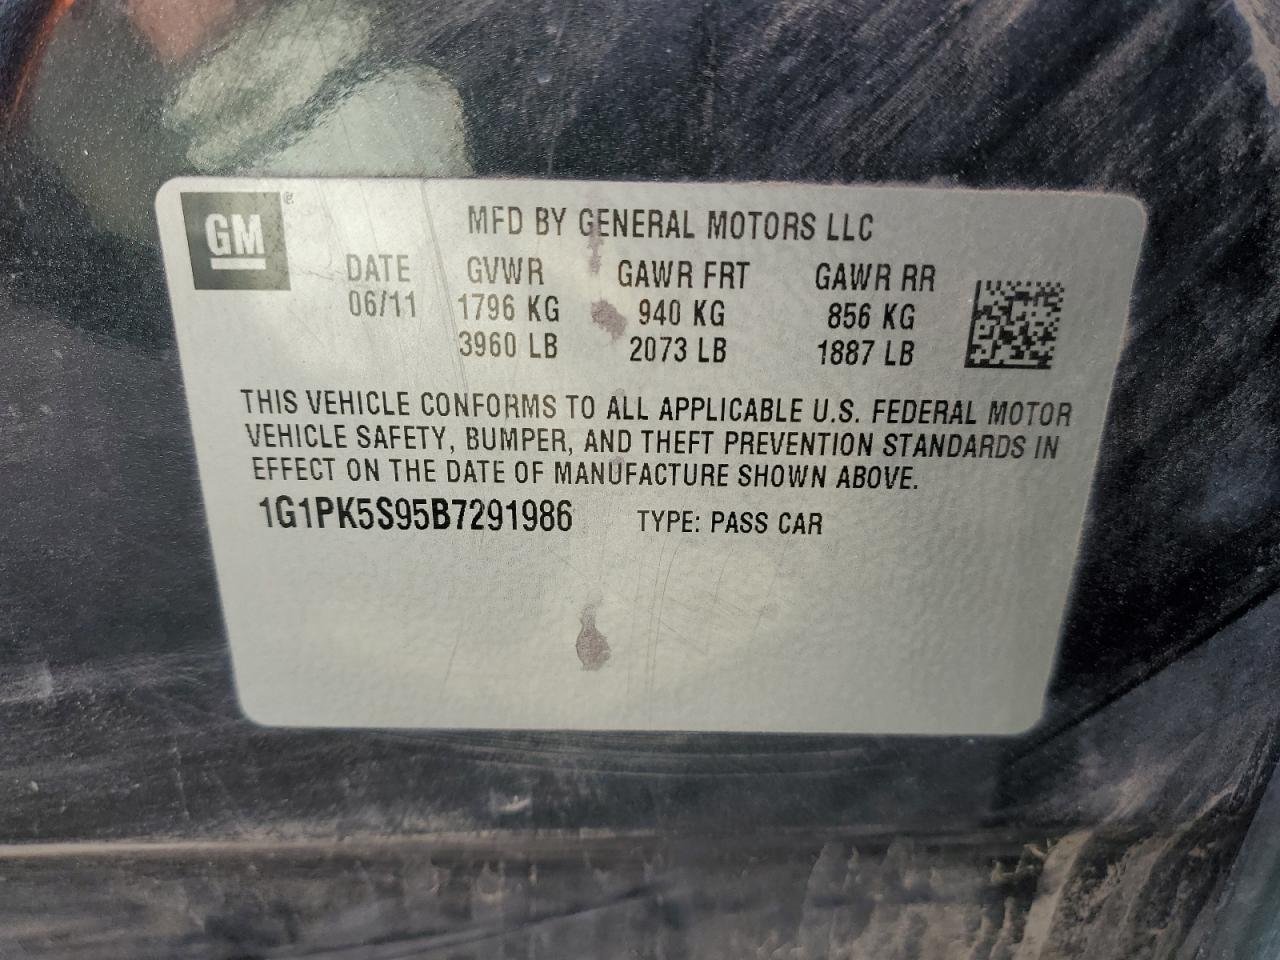 GM
MFD BY GENERAL MOTORS LLC
DATE GVWR GAWR FRT GAWR RR
06/11 1796 KG 940 KG 856 KG
3960 LB 2073 LB 1887 LB
THIS VEHICLE CONFORMS TO ALL APPLICABLE U.S. FEDERAL MOTOR
VEHICLE SAFETY, BUMPER, AND THEFT PREVENTION STANDARDS IN
EFFECT ON THE DATE OF MANUFACTURE SHOWN ABOVE.
1G1PK5S95B7291986 TYPE: PASS CAR